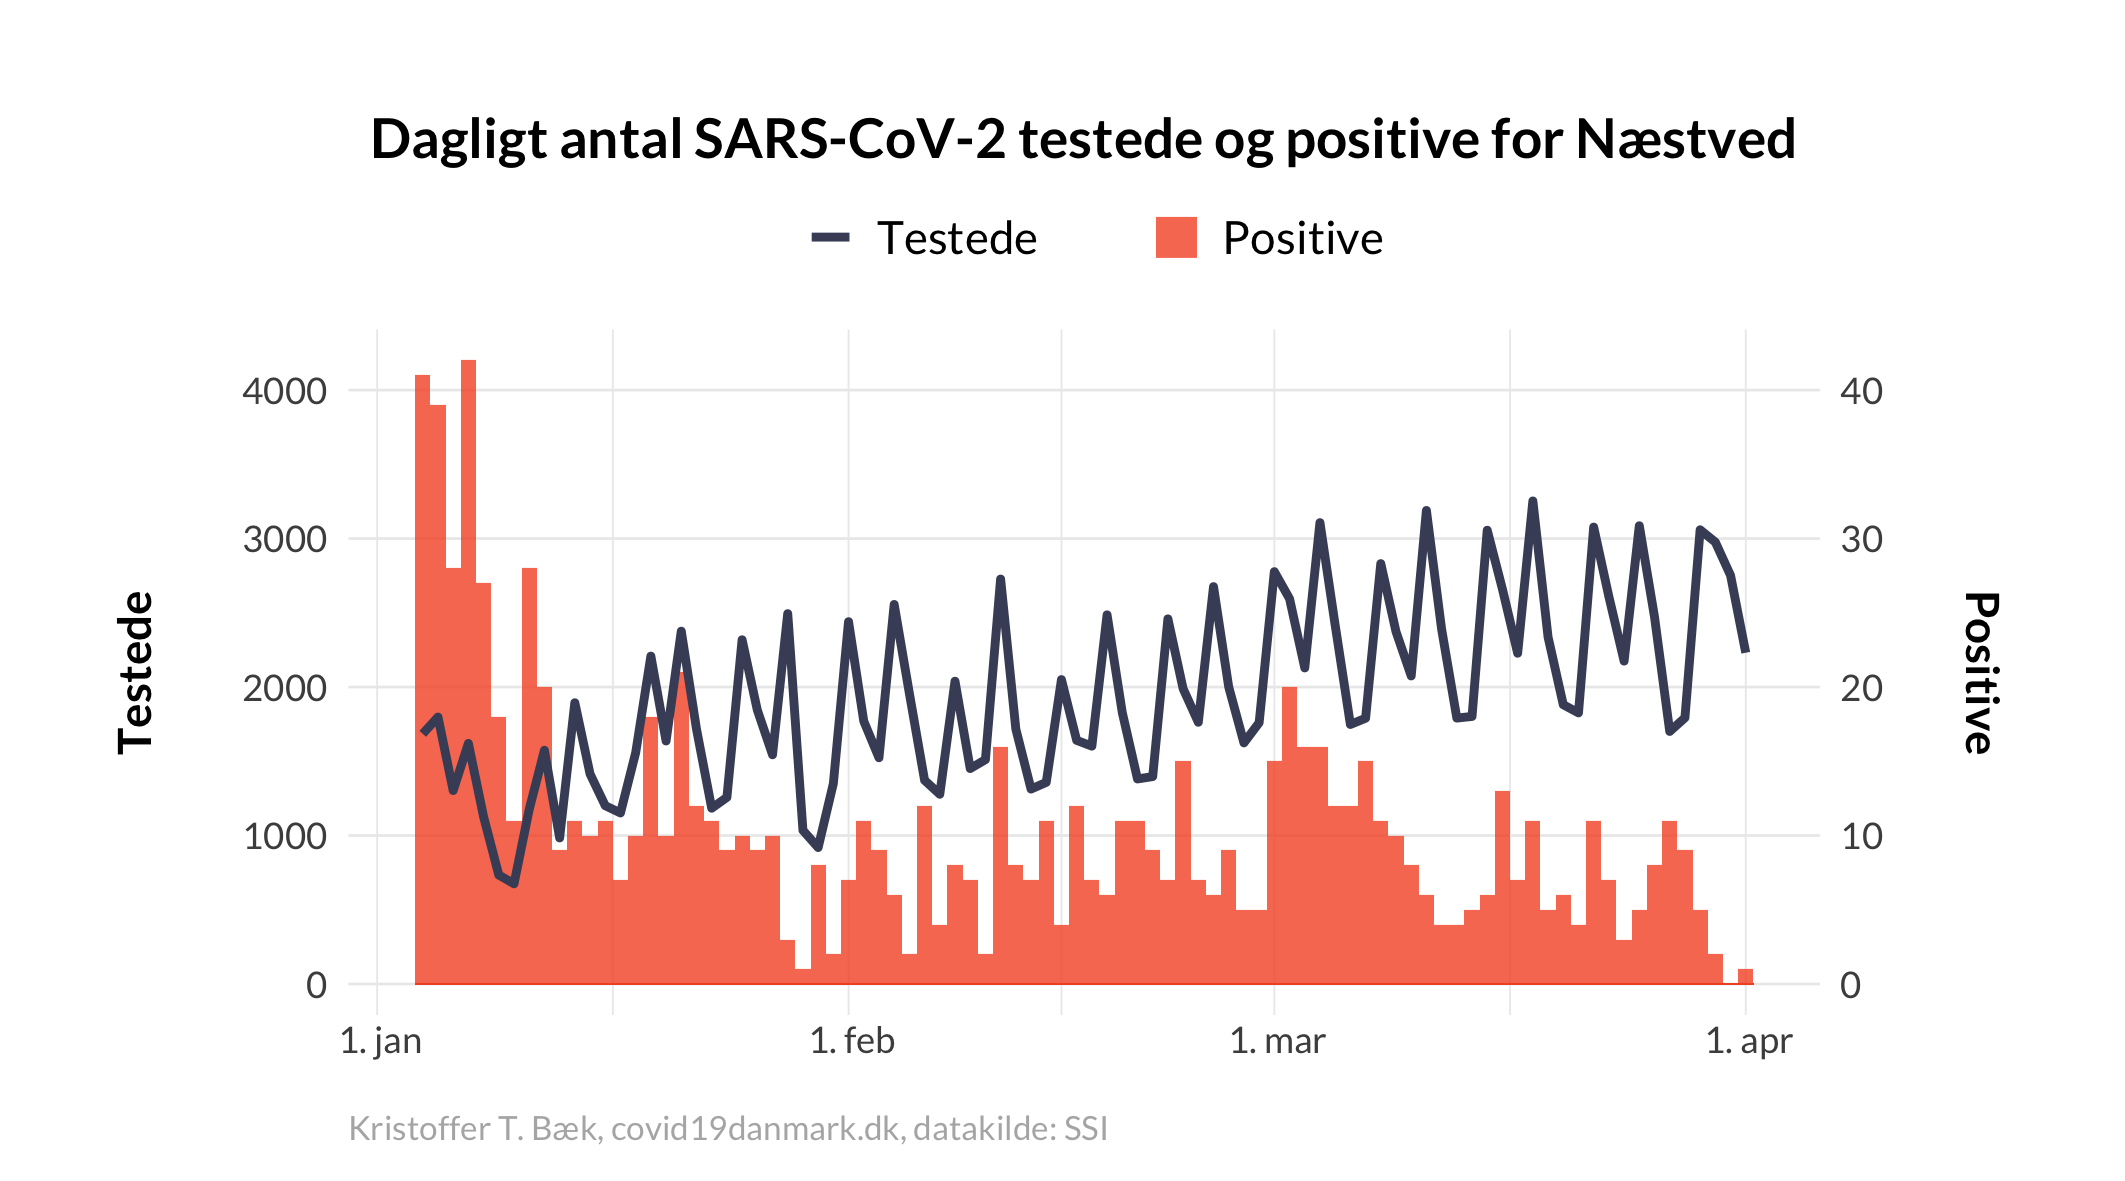 Dagligt antal SARS-CoV-2 testede og positive for Næstved
Testede
Positive
4000
3000
2000
1000
0
Testede
40
30
20
10
0
Positive
1. jan
1. feb
1. mar
1. apr
Kristoffer T. Bæk, covid19danmark.dk, datakilde: SSI